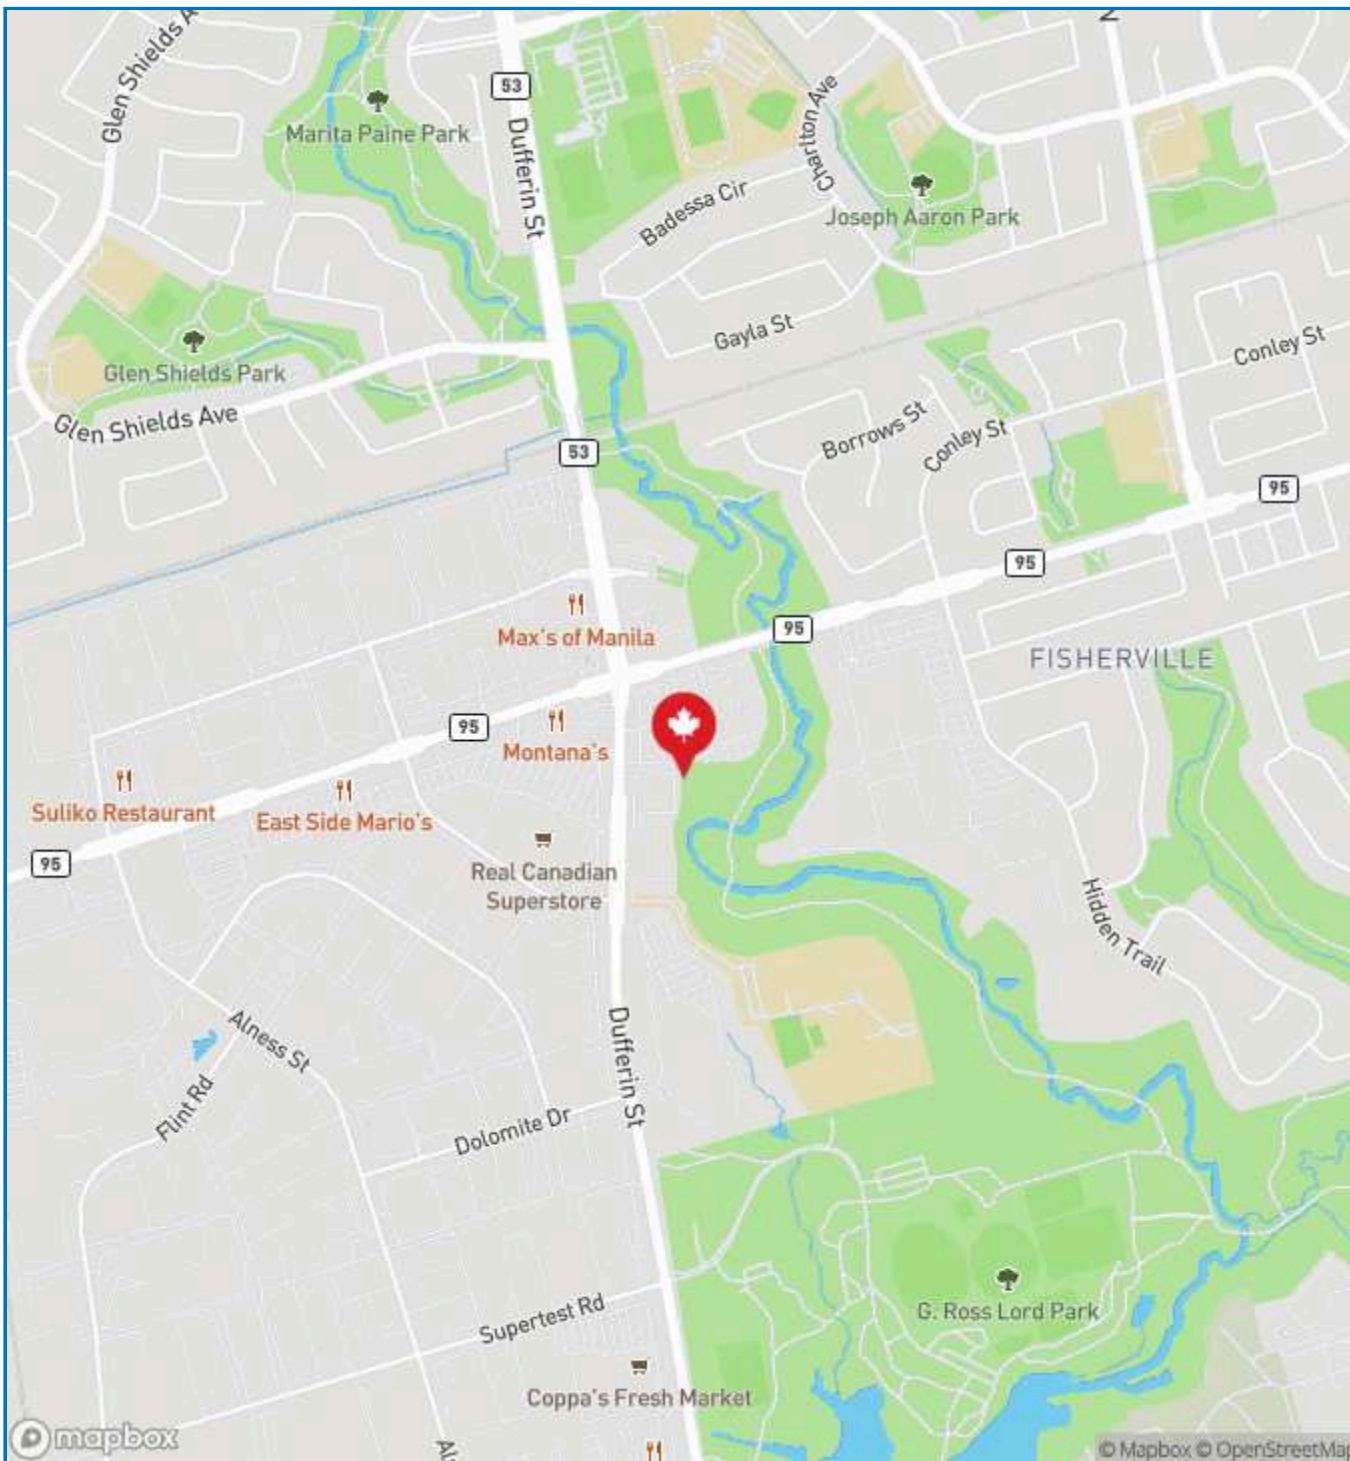 Glen Shields A
N
53
Marita Paine Park
Dufferin St
Charlton Ave
Badessa Cir
Joseph Aaron Park
Gayla St
Conley St
Glen Shields Park
Glen Shields Ave
Borrows St
Conley St
53
95
95
Max's of Manila
95
FISHERVILLE
95
Montana's
Suliko Restaurant
East Side Mario's
95
Real Canadian
Superstore
Hidden Trail
Alness St
Dufferin St
Flint Rd
Dolomite Dr
G. Ross Lord Park
Supertest Rd
Coppa's Fresh Market
Al
mapbox
© Mapbox © OpenStreetMap